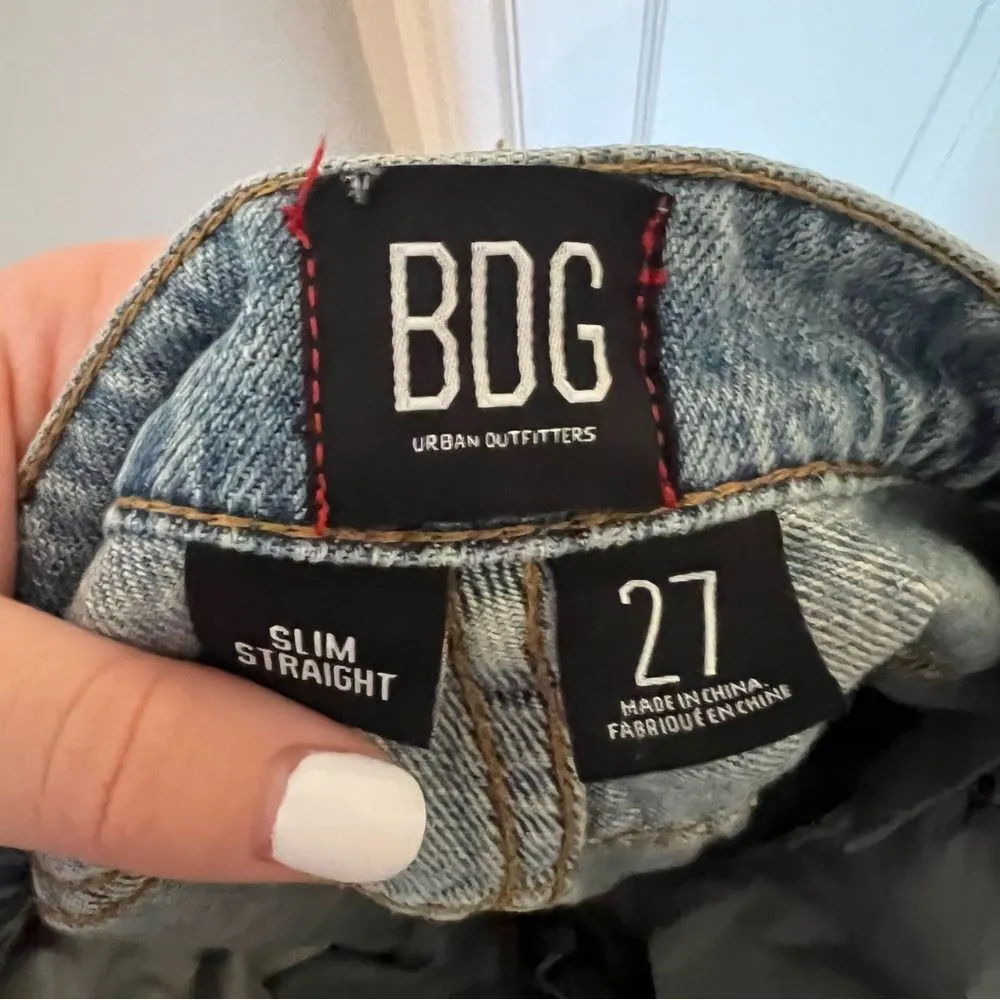 BDG
URBAN OUTFITTERS
SLIM
STRAIGHT
27
MADE IN CHINA.
FABRIQUÉ EN CHINE